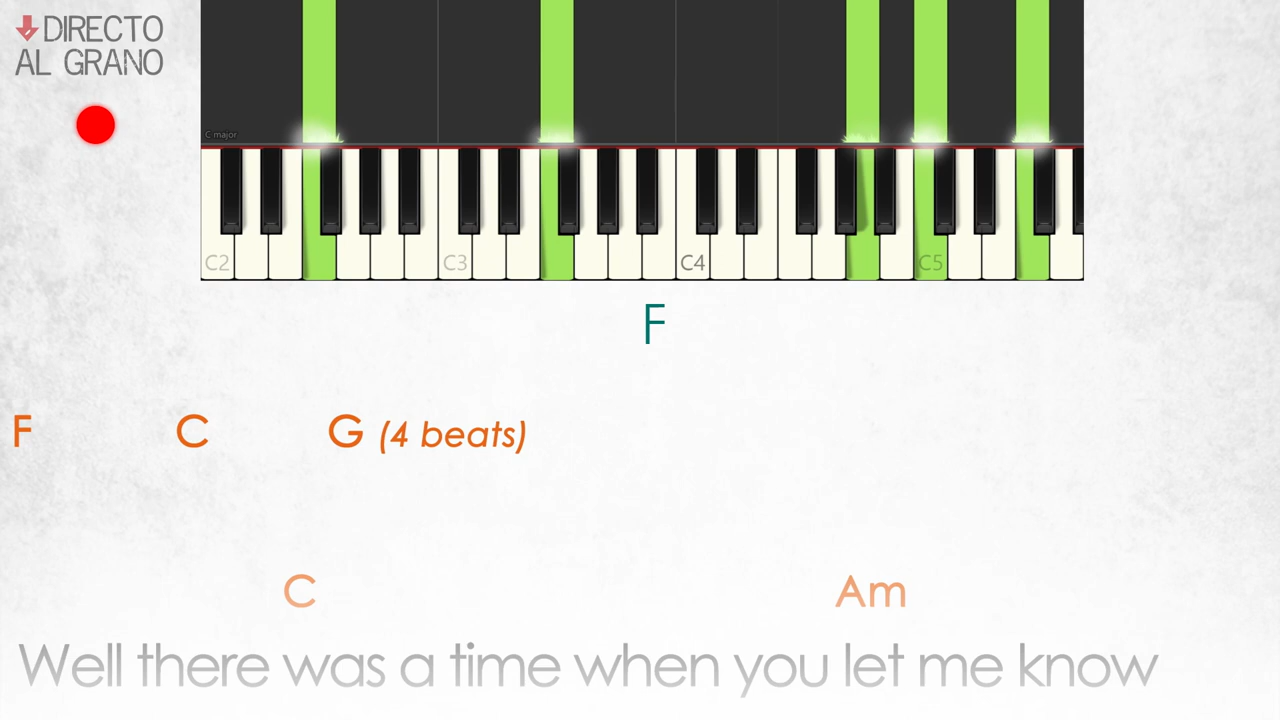 DIRECTO
AL GRANO
C major
C2 C3 C4 C5
F
F C G (4 beats)
C Am
Well there was a time when you let me know